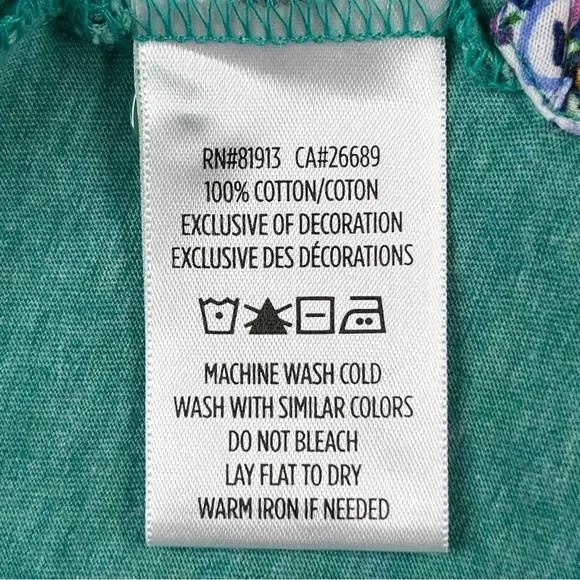 RN#81913 CA#26689
100% COTTON/COTON
EXCLUSIVE OF DECORATION
EXCLUSIVE DES DÉCORATIONS
MACHINE WASH COLD
WASH WITH SIMILAR COLORS
DO NOT BLEACH
LAY FLAT TO DRY
WARM IRON IF NEEDED